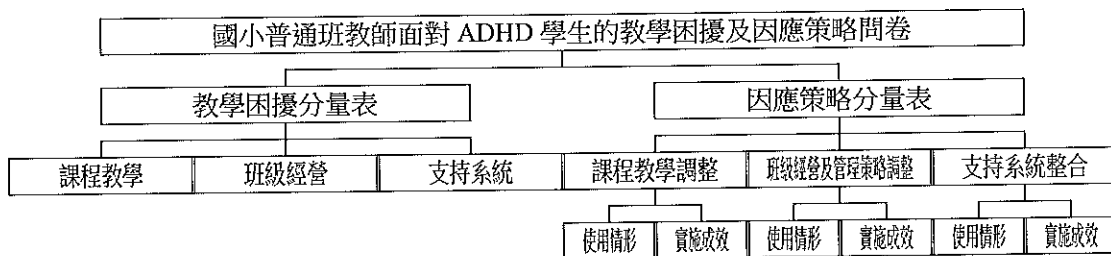 國小普通班教師面對 ADHD 學生的教學困擾及因應策略問卷
教學困擾分量表
因應策略分量表
課程教學
班級經營
支持系統
課程教學調整
班級經營及管理策略調整
支持系統整合
使用情形
實施成效
使用情形
實施成效
使用情形
實施成效